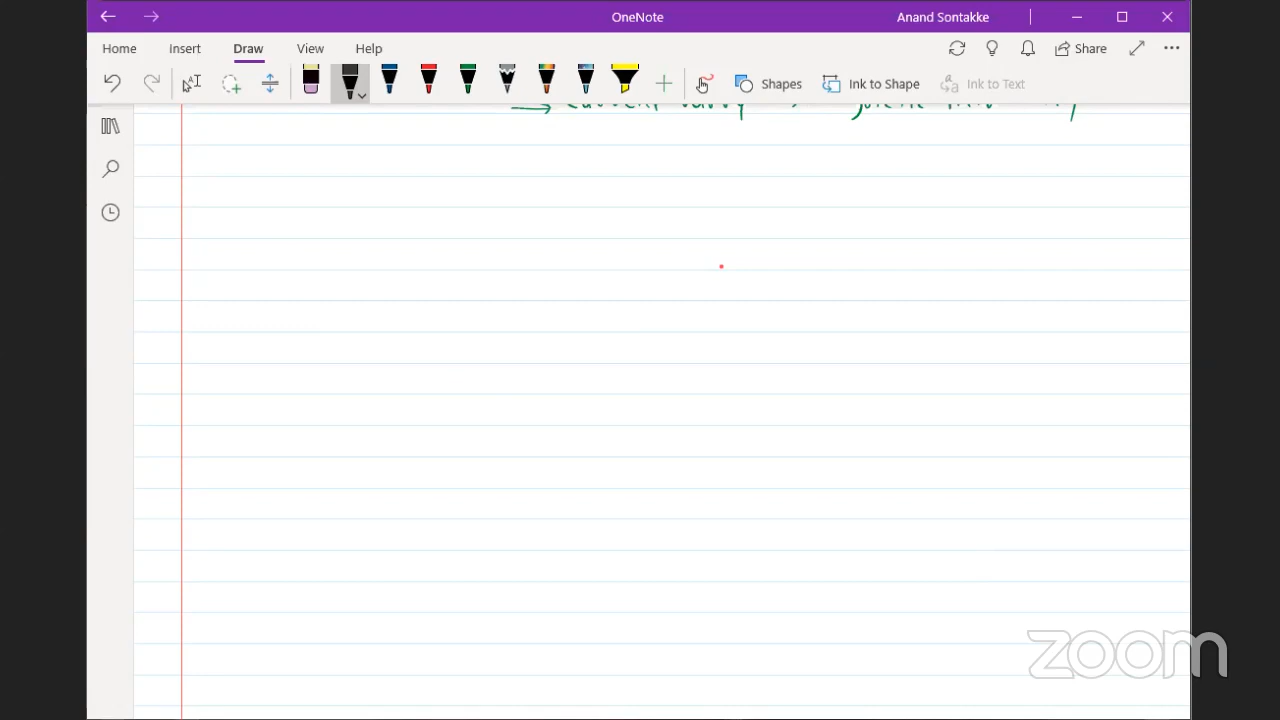 OneNote
Anand Sontakke
Home Insert Draw View Help
Share
Shapes Ink to Shape Ink to Text
zoom